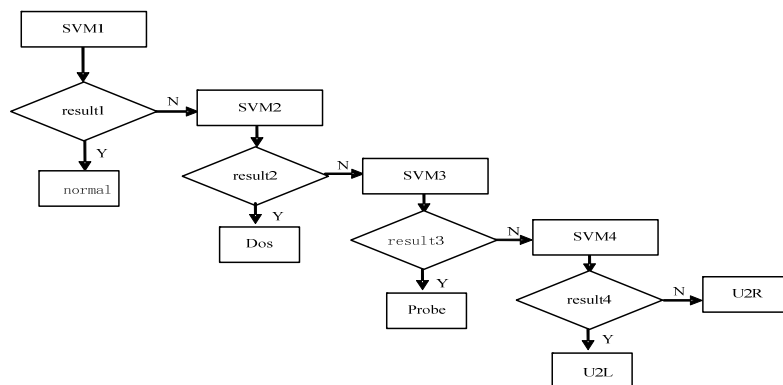 SVM1
result1
N
SVM2
Y
normal
result2
N
SVM3
Y
Dos
result3
N
SVM4
Y
Probe
result4
N
U2R
Y
U2L